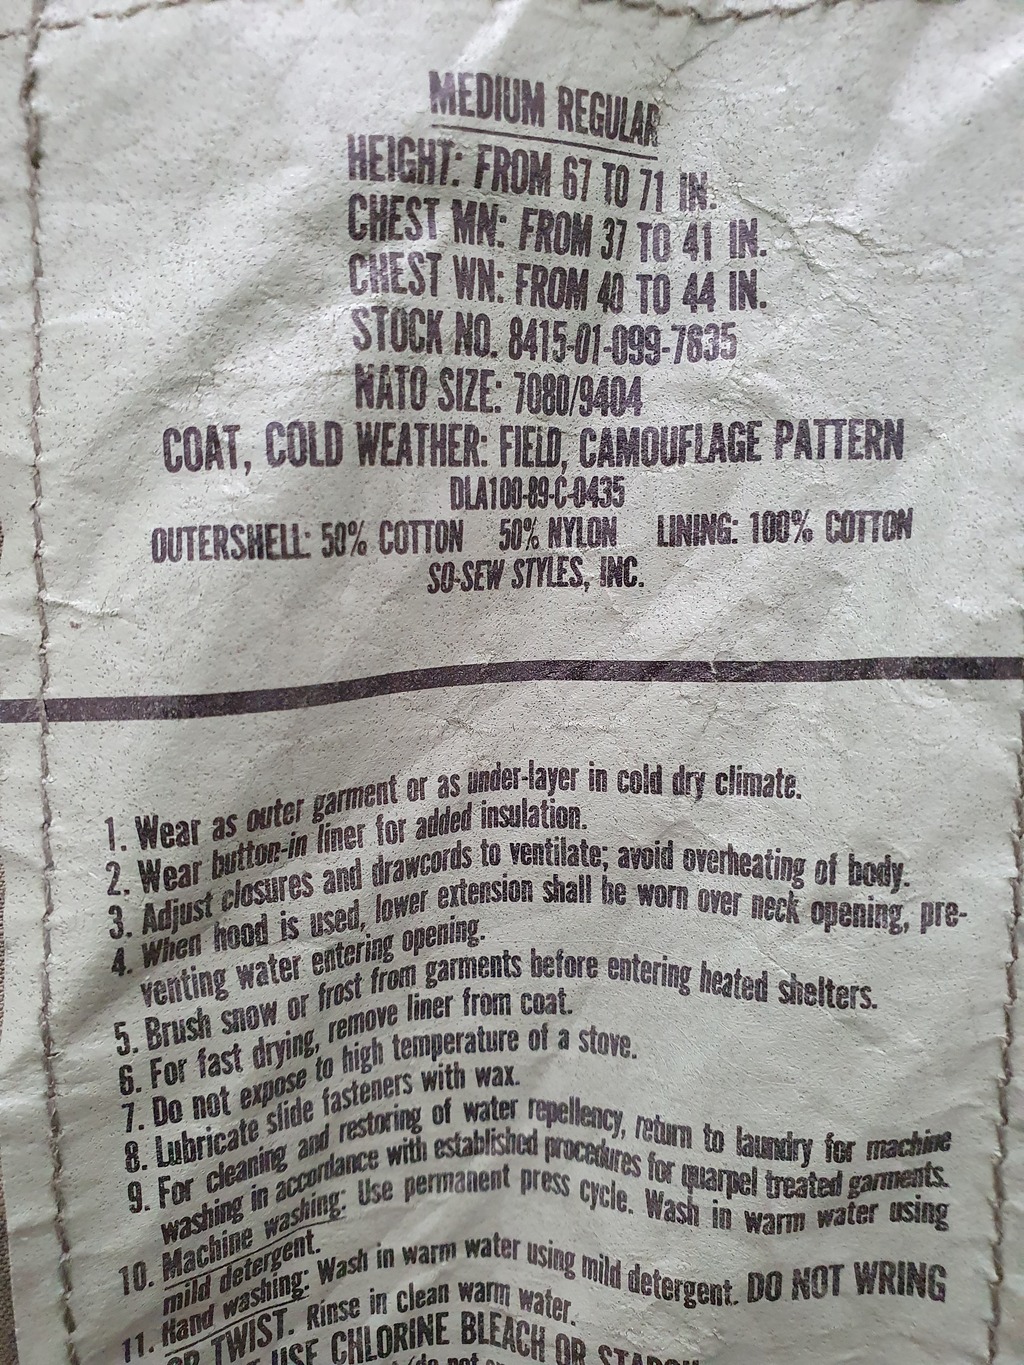 MEDIUM REGULAR
HEIGHT: FROM 67 TO 71 IN.
CHEST MN: FROM 37 TO 41 IN.
CHEST WN: FROM 40 TO 44 IN.
STOCK NO. 8415-01-099-7835
NATO SIZE: 7080/9404
COAT, COLD WEATHER: FIELD, CAMOUFLAGE PATTERN
DLA100-89-C-0435
OUTERSHELL: 50% COTTON 50% NYLON LINING: 100% COTTON
SO-SEW STYLES, INC.
1. Wear as outer garment or as under-layer in cold dry climate.
2. Wear button-in liner for added insulation.
3. Adjust closures and drawcords to ventilate; avoid overheating of body.
4. When hood is used, lower extension shall be worn over neck opening, pre-
venting water entering opening.
5. Brush snow or frost from garments before entering heated shelters.
6. For fast drying, remove liner from coat.
7. Do not expose to high temperature of a stove.
8. Lubricate slide fasteners with wax.
9. For cleaning and restoring of water repellency, return to laundry for machine
washing in accordance with established procedures for quarpel treated garments.
10. Machine washing: Use permanent press cycle. Wash in warm water using
mild detergent.
11. Hand washing: Wash in warm water using mild detergent. DO NOT WRING
OR TWIST. Rinse in clean warm water.
USE CHLORINE BLEACH OR STARCH